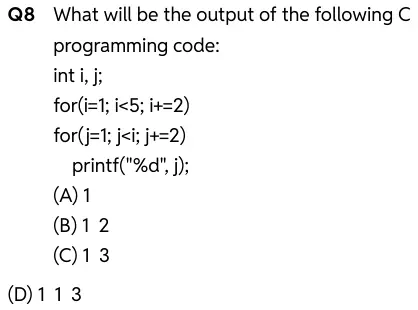 Q8 What will be the output of the following C
programming code:
int i, j;
for(i=1; i<5; i+=2)
for(j=1; j<i; j+=2)
printf("%d", j);
(A) 1
(B) 1 2
(C) 1 3
(D) 1 1 3